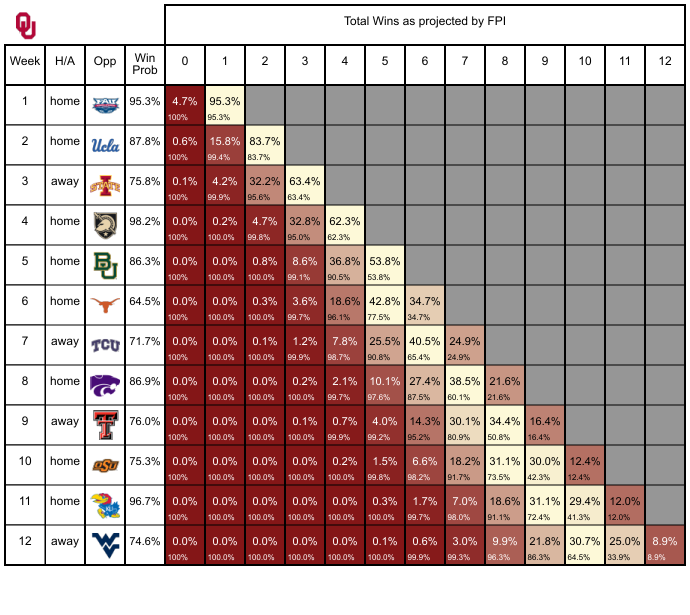 OU
Total Wins as projected by FPI
Week H/A Opp Win Prob 0 1 2 3 4 5 6 7 8 9 10 11 12
1 home FAU 95.3% 4.7% 95.3%
100% 95.3%
2 home Ucla 87.8% 0.6% 15.8% 83.7%
100% 99.4% 83.7%
3 away I STATE 75.8% 0.1% 4.2% 32.2% 63.4%
100% 99.9% 95.6% 63.4%
4 home 98.2% 0.0% 0.2% 4.7% 32.8% 62.3%
100% 100.0% 99.8% 95.0% 62.3%
5 home BU 86.3% 0.0% 0.0% 0.8% 8.6% 36.8% 53.8%
100% 100.0% 100.0% 99.1% 90.5% 53.8%
6 home 64.5% 0.0% 0.0% 0.3% 3.6% 18.6% 42.8% 34.7%
100% 100.0% 100.0% 99.7% 96.1% 77.5% 34.7%
7 away TCU 71.7% 0.0% 0.0% 0.1% 1.2% 7.8% 25.5% 40.5% 24.9%
100% 100.0% 100.0% 99.9% 98.7% 90.8% 65.4% 24.9%
8 home 86.9% 0.0% 0.0% 0.0% 0.2% 2.1% 10.1% 27.4% 38.5% 21.6%
100% 100.0% 100.0% 100.0% 99.7% 97.6% 87.5% 60.1% 21.6%
9 away T 76.0% 0.0% 0.0% 0.0% 0.1% 0.7% 4.0% 14.3% 30.1% 34.4% 16.4%
100% 100.0% 100.0% 100.0% 99.9% 99.2% 95.2% 80.9% 50.8% 16.4%
10 home OSU 75.3% 0.0% 0.0% 0.0% 0.0% 0.2% 1.5% 6.6% 18.2% 31.1% 30.0% 12.4%
100% 100.0% 100.0% 100.0% 100.0% 99.8% 98.2% 91.7% 73.5% 42.3% 12.4%
11 home KU 96.7% 0.0% 0.0% 0.0% 0.0% 0.0% 0.3% 1.7% 7.0% 18.6% 31.1% 29.4% 12.0%
100% 100.0% 100.0% 100.0% 100.0% 100.0% 99.7% 98.0% 91.1% 72.4% 41.3% 12.0%
12 away WV 74.6% 0.0% 0.0% 0.0% 0.0% 0.0% 0.1% 0.6% 3.0% 9.9% 21.8% 30.7% 25.0% 8.9%
100% 100.0% 100.0% 100.0% 100.0% 100.0% 99.9% 99.3% 96.3% 86.3% 64.5% 33.9% 8.9%